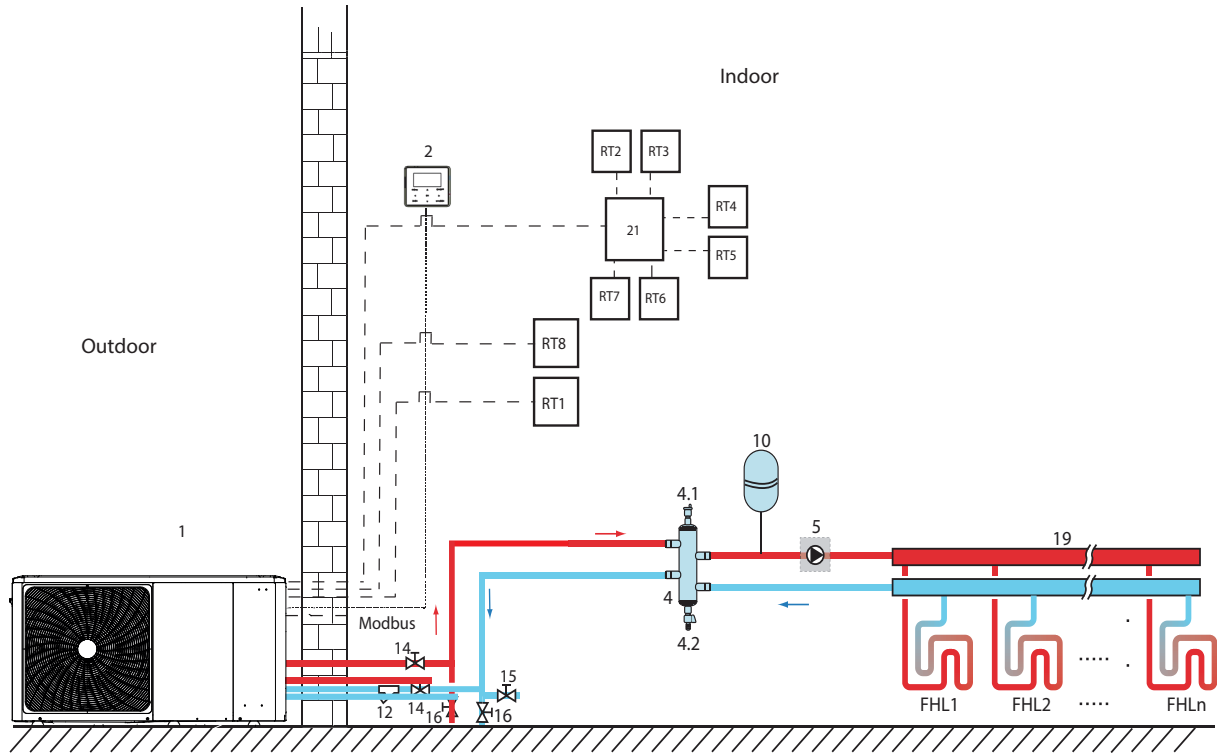 Indoor
RT2
RT3
2
RT4
21
RT5
RT7
RT6
Outdoor
RT8
RT1
10
4.1
5
19
1
4
Modbus
4.2
14
15
12
14
16
16
.....
.....
FHL1
FHL2
FHLn